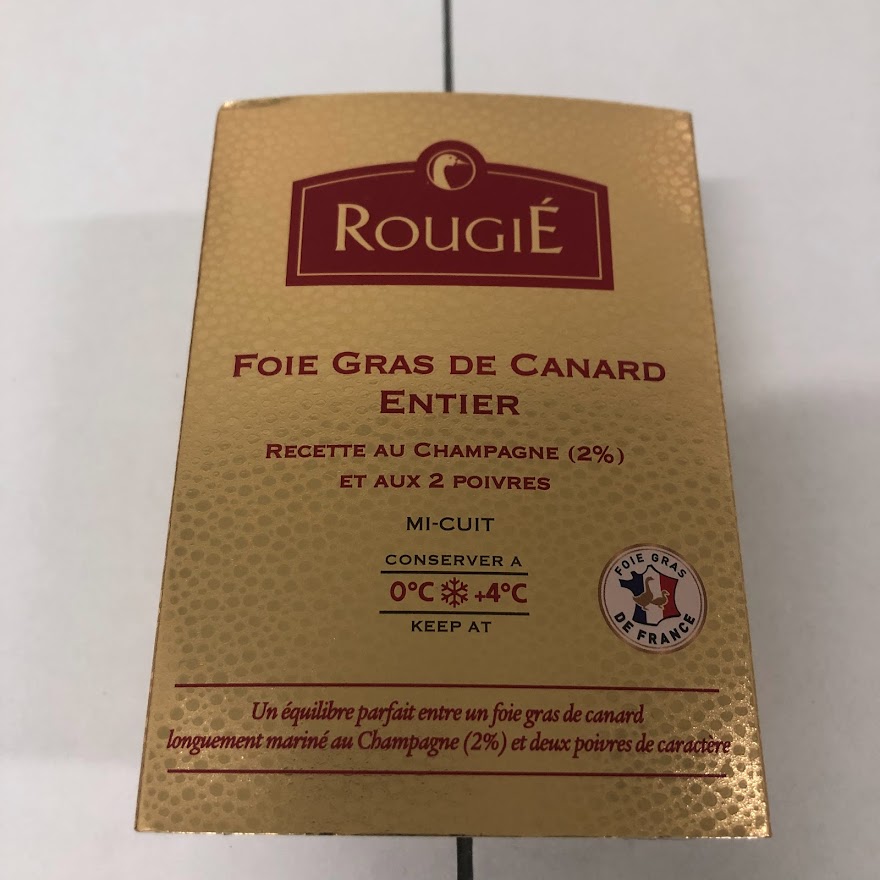 ROUGIÉ
FOIE GRAS DE CANARD
ENTIER
RECETTE AU CHAMPAGNE (2%)
ET AUX 2 POIVRES
MI-CUIT
CONSERVER A
0°C +4°C
KEEP AT
FOIE GRAS
DE FRANCE
Un équilibre parfait entre un foie gras de canard
longuement mariné au Champagne (2%) et deux poivres de caractère